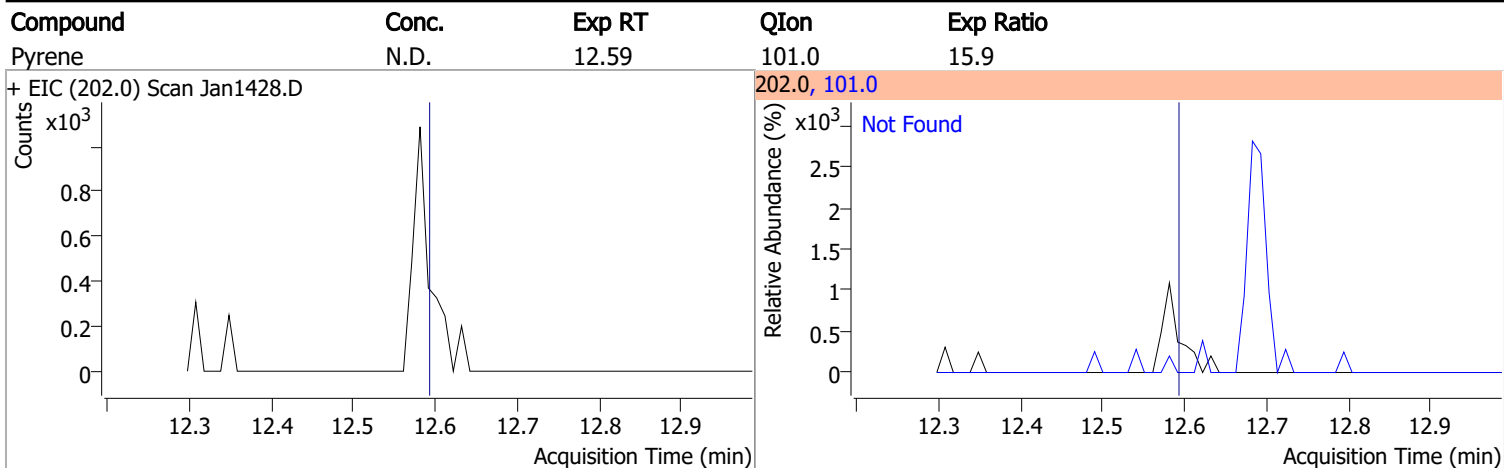 Compound Conc. Exp RT QIon Exp Ratio
Pyrene N.D. 12.59 101.0 15.9
+ EIC (202.0) Scan Jan1428.D
Counts
x10³
0.8
0.6
0.4
0.2
0
12.3 12.4 12.5 12.6 12.7 12.8 12.9
Acquisition Time (min)
202.0, 101.0
Relative Abundance (%)
x10³
Not Found
2.5
2
1.5
1
0.5
0
12.3 12.4 12.5 12.6 12.7 12.8 12.9
Acquisition Time (min)